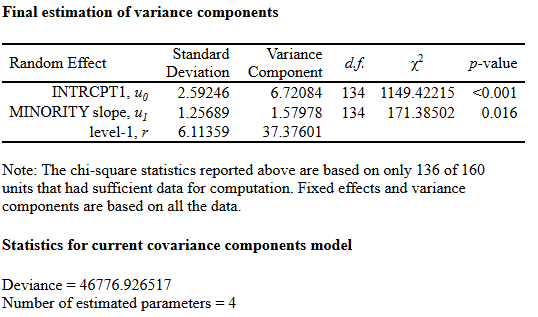 Final estimation of variance components
Random Effect Standard Deviation Variance Component d.f. χ² p-value
INTRCPT1, u0 2.59246 6.72084 134 1149.42215 <0.001
MINORITY slope, u1 1.25689 1.57978 134 171.38502 0.016
level-1, r 6.11359 37.37601
Note: The chi-square statistics reported above are based on only 136 of 160
units that had sufficient data for computation. Fixed effects and variance
components are based on all the data.
Statistics for current covariance components model
Deviance = 46776.926517
Number of estimated parameters = 4